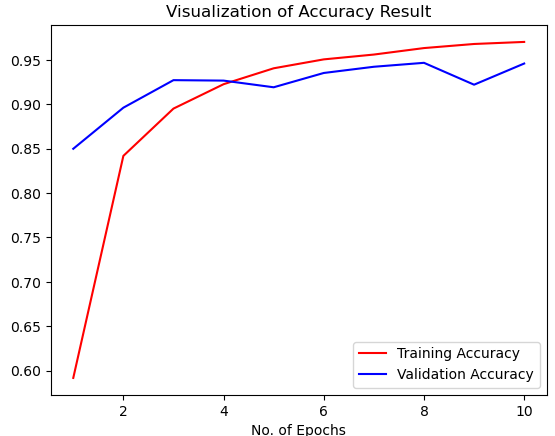 Visualization of Accuracy Result
0.95
0.90
0.85
0.80
0.75
0.70
0.65
0.60
Training Accuracy
Validation Accuracy
2 4 6 8 10
No. of Epochs